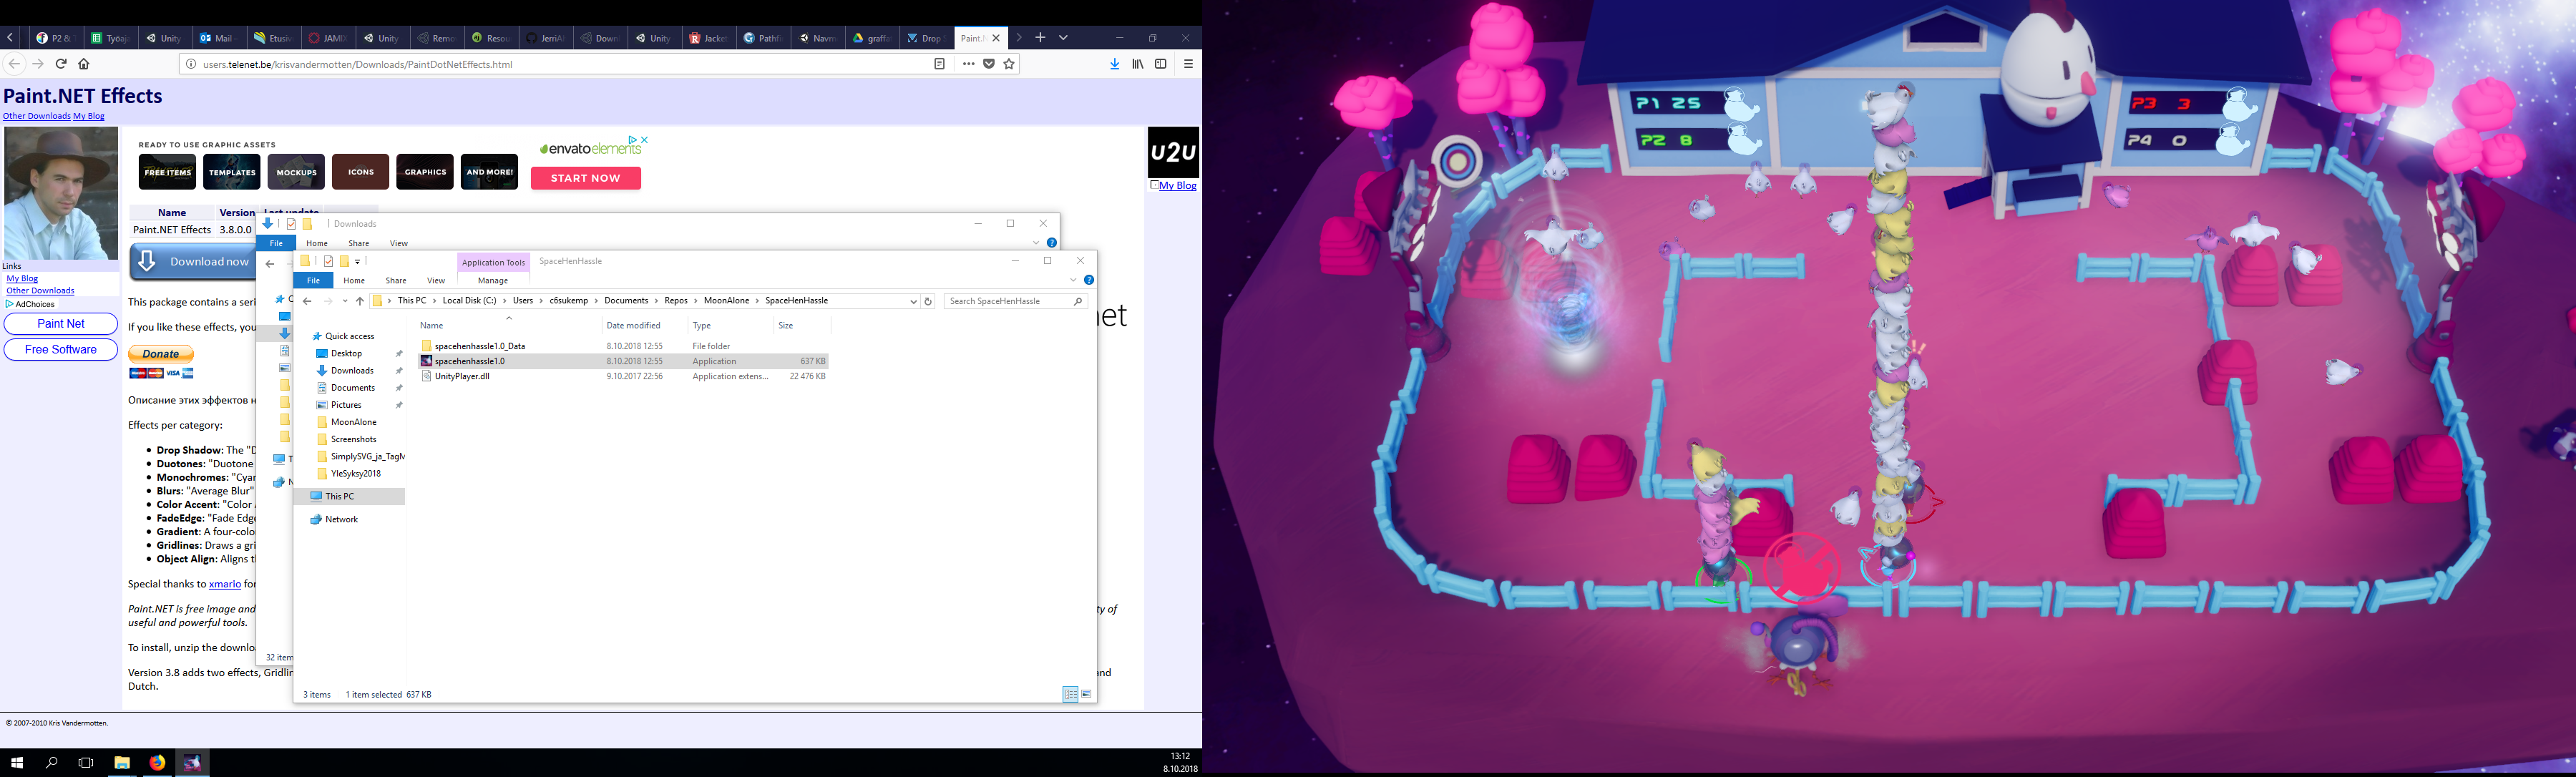 P2 &
Työaja
Unity
Mail -
Etusiv
JAMIX
Unity
Remo
Resou
JerriAl
Down
Unity
Jacket
Pathfi
Navm
graffa
Drop S
Paint.N
users.telenet.be/krisvandermotten/Downloads/PaintDotNetEffects.html
Paint.NET Effects
Other Downloads My Blog
READY TO USE GRAPHIC ASSETS
FREE ITEMS
TEMPLATES
MOCKUPS
ICONS
GRAPHICS
AND MORE!
envatoelements
START NOW
u2u
My Blog
Name Version Last update
Paint.NET Effects 3.8.0.0
Download now
Links
My Blog
Other Downloads
AdChoices
Paint Net
Free Software
This package contains a seri
If you like these effects, you
Donate
VISA
Описание этих эффектов н
Effects per category:
Drop Shadow: The "D
Duotones: "Duotone
Monochromes: "Cyar
Blurs: "Average Blur"
Color Accent: "Color
FadeEdge: "Fade Edge
Gradient: A four-colo
Gridlines: Draws a gri
Object Align: Aligns th
Special thanks to xmario for
Paint.NET is free image and
ty of
useful and powerful tools.
To install, unzip the downlo
Version 3.8 adds two effects, Gridlin
and
Dutch.
© 2007-2010 Kris Vandermotten.
et
Downloads
File Home Share View
32 item
Application Tools
SpaceHenHassle
File Home Share View Manage
This PC > Local Disk (C:) > Users > c6sukemp > Documents > Repos > MoonAlone > SpaceHenHassle
Search SpaceHenHassle
Name Date modified Type Size
spacehenhassle1.0_Data 8.10.2018 12:55 File folder
spacehenhassle1.0 8.10.2018 12:55 Application 637 KB
UnityPlayer.dll 9.10.2017 22:56 Application extens... 22 476 KB
Quick access
Desktop
Downloads
Documents
Pictures
MoonAlone
Screenshots
SimplySVG_ja_TagM
YleSyksy2018
This PC
Network
3 items 1 item selected 637 KB
13:12
8.10.2018
P1 25
P2 8
P3 3
P4 0